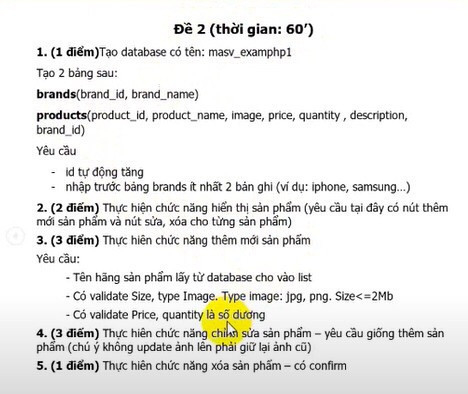 Đề 2 (thời gian: 60’)
1. (1 điểm)Tạo database có tên: masv_examphp1
Tạo 2 bảng sau:
brands(brand_id, brand_name)
products(product_id, product_name, image, price, quantity , description,
brand_id)
Yêu cầu
- id tự động tăng
- nhập trước bảng brands ít nhất 2 bản ghi (ví dụ: iphone, samsung...)
2. (2 điểm) Thực hiện chức năng hiển thị sản phẩm (yêu cầu tại đây có nút thêm
mới sản phẩm và nút sửa, xóa cho từng sản phẩm)
3. (3 điểm) Thực hiện chức năng thêm mới sản phẩm
Yêu cầu:
- Tên hãng sản phẩm lấy từ database cho vào list
- Có validate Size, type Image. Type image: jpg, png. Size<=2Mb
- Có validate Price, quantity là số dương
4. (3 điểm) Thực hiện chức năng chỉnh sửa sản phẩm – yêu cầu giống thêm sản
phẩm (chú ý không update ảnh lên phải giữ lại ảnh cũ)
5. (1 điểm) Thực hiện chức năng xóa sản phẩm – có confirm